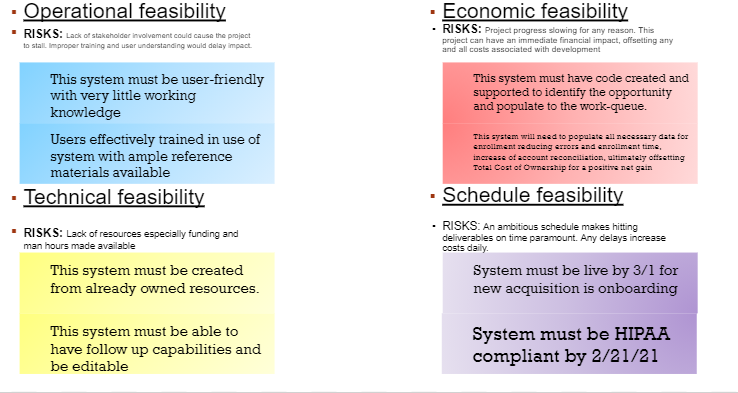 Operational feasibility
RISKS: Lack of stakeholder involvement could cause the project
to stall. Improper training and user understanding would delay impact.
This system must be user-friendly
with very little working
knowledge
Users effectively trained in use of
system with ample reference
materials available
Technical feasibility
RISKS: Lack of resources especially funding and
man hours made available
This system must be created
from already owned resources.
This system must be able to
have follow up capabilities and
be editable
Economic feasibility
RISKS: Project progress slowing for any reason. This
project can have an immediate financial impact, offsetting any
and all costs associated with development
This system must have code created and
supported to identify the opportunity
and populate to the work-queue.
This system will need to populate all necessary data for
enrollment reducing errors and enrollment time,
increase of account reconciliation, ultimately offsetting
Total Cost of Ownership for a positive net gain
Schedule feasibility
RISKS: An ambitious schedule makes hitting
deliverables on time paramount. Any delays increase
costs daily.
System must be live by 3/1 for
new acquisition is onboarding
System must be HIPAA
compliant by 2/21/21